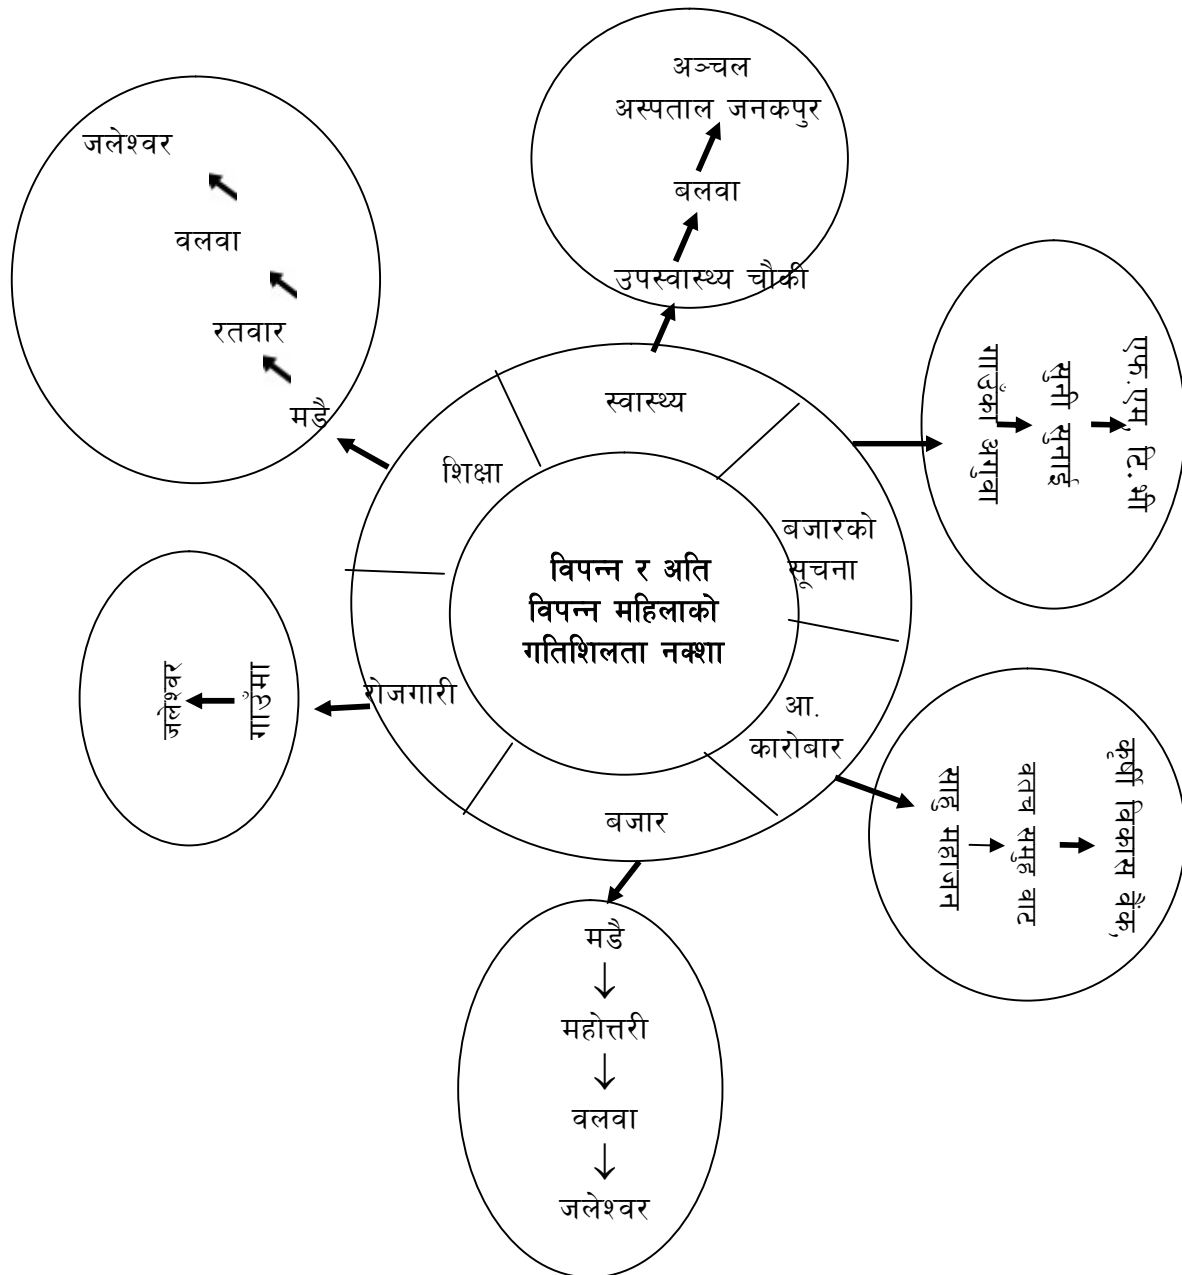 अञ्चल
अस्पताल जनकपुर
बलवा
उपस्वास्थ्य चौकी
जलेश्वर
वलवा
रतवार
मडै
स्वास्थ्य
शिक्षा
बजारको
सूचना
आ.
कारोबार
बजार
रोजगारी
विपन्न र अति
विपन्न महिलाको
गतिशिलता नक्शा
गाउँका अगुवा
सुनी सुनाई
एफ.एम, टि.भी
साहु महाजन
वतच समुह वाट
कृर्षी विकास बैंक,
गाउँमा
जलेश्वर
मडै
महोत्तरी
वलवा
जलेश्वर